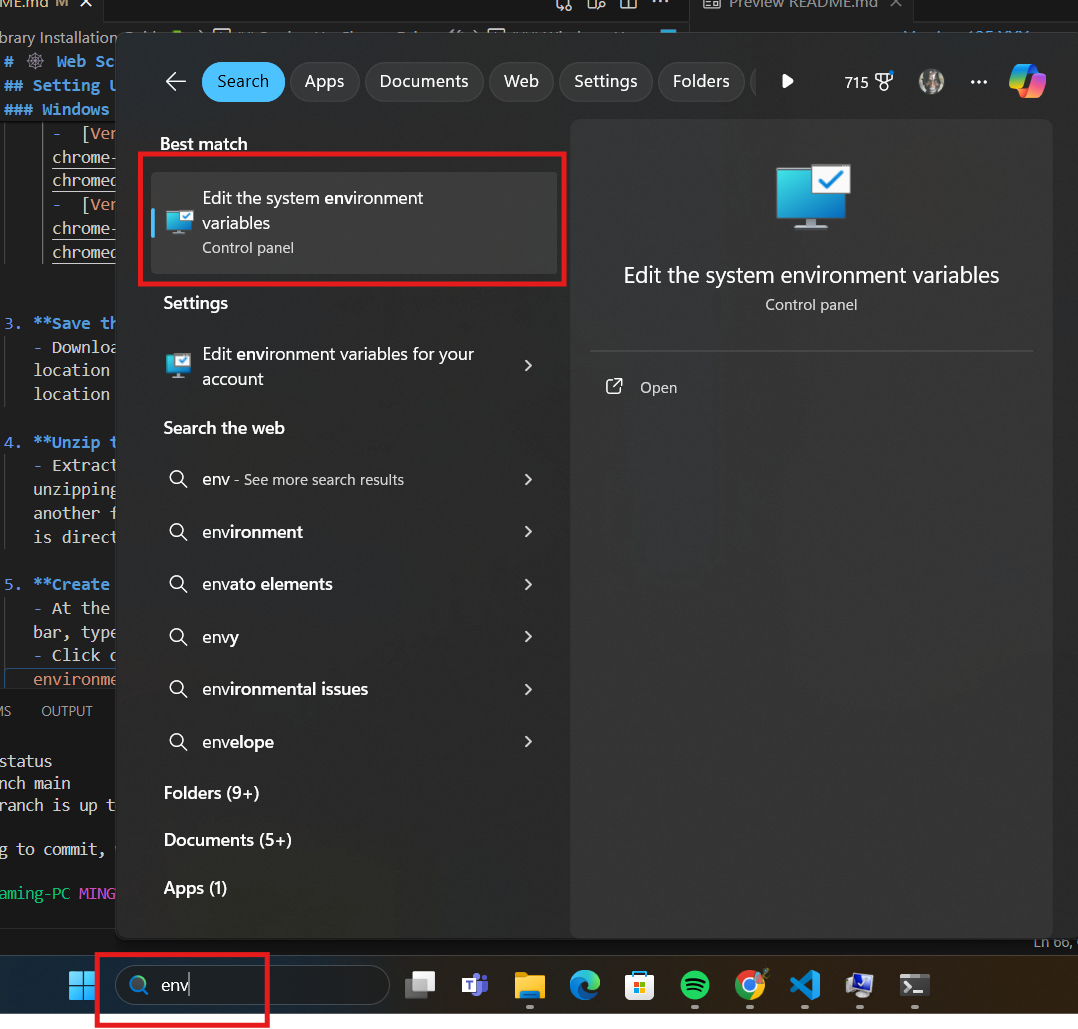 ME.md M
Preview README.md
brary Installation
# Web Sc
## Setting U
### Windows
- [Ver
chrome-
chromed
- [Ver
chrome-
chromed
3. **Save th
- Downloa
location
location
4. **Unzip t
- Extract
unzipping
another f
is direct
5. **Create
- At the
bar, type
- Click o
environme
MS OUTPUT
status
nch main
ranch is up t
g to commit,
aming-PC MING
Search Apps Documents Web Settings Folders 715
Best match
Edit the system environment
variables
Control panel
Settings
Edit environment variables for your
account
Search the web
env - See more search results
environment
envato elements
envy
environmental issues
envelope
Folders (9+)
Documents (5+)
Apps (1)
Edit the system environment variables
Control panel
Open
Ln 66,
env